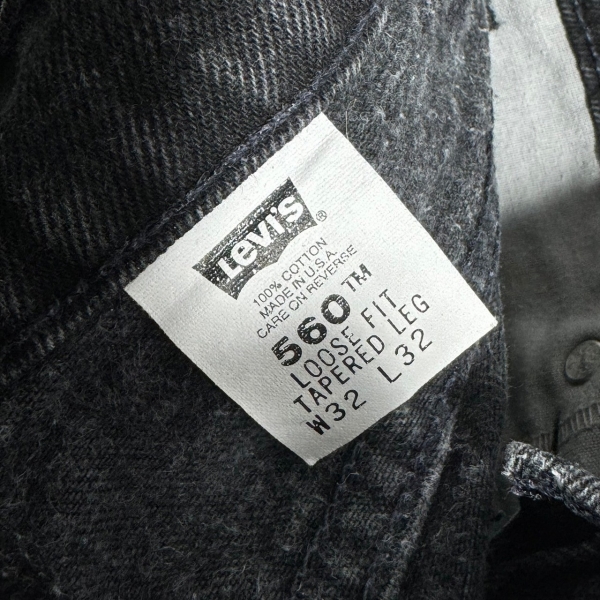 Levi's®
100% COTTON
MADE IN U.S.A.
CARE ON REVERSE
560™
LOOSE FIT
TAPERED LEG
W32 L32